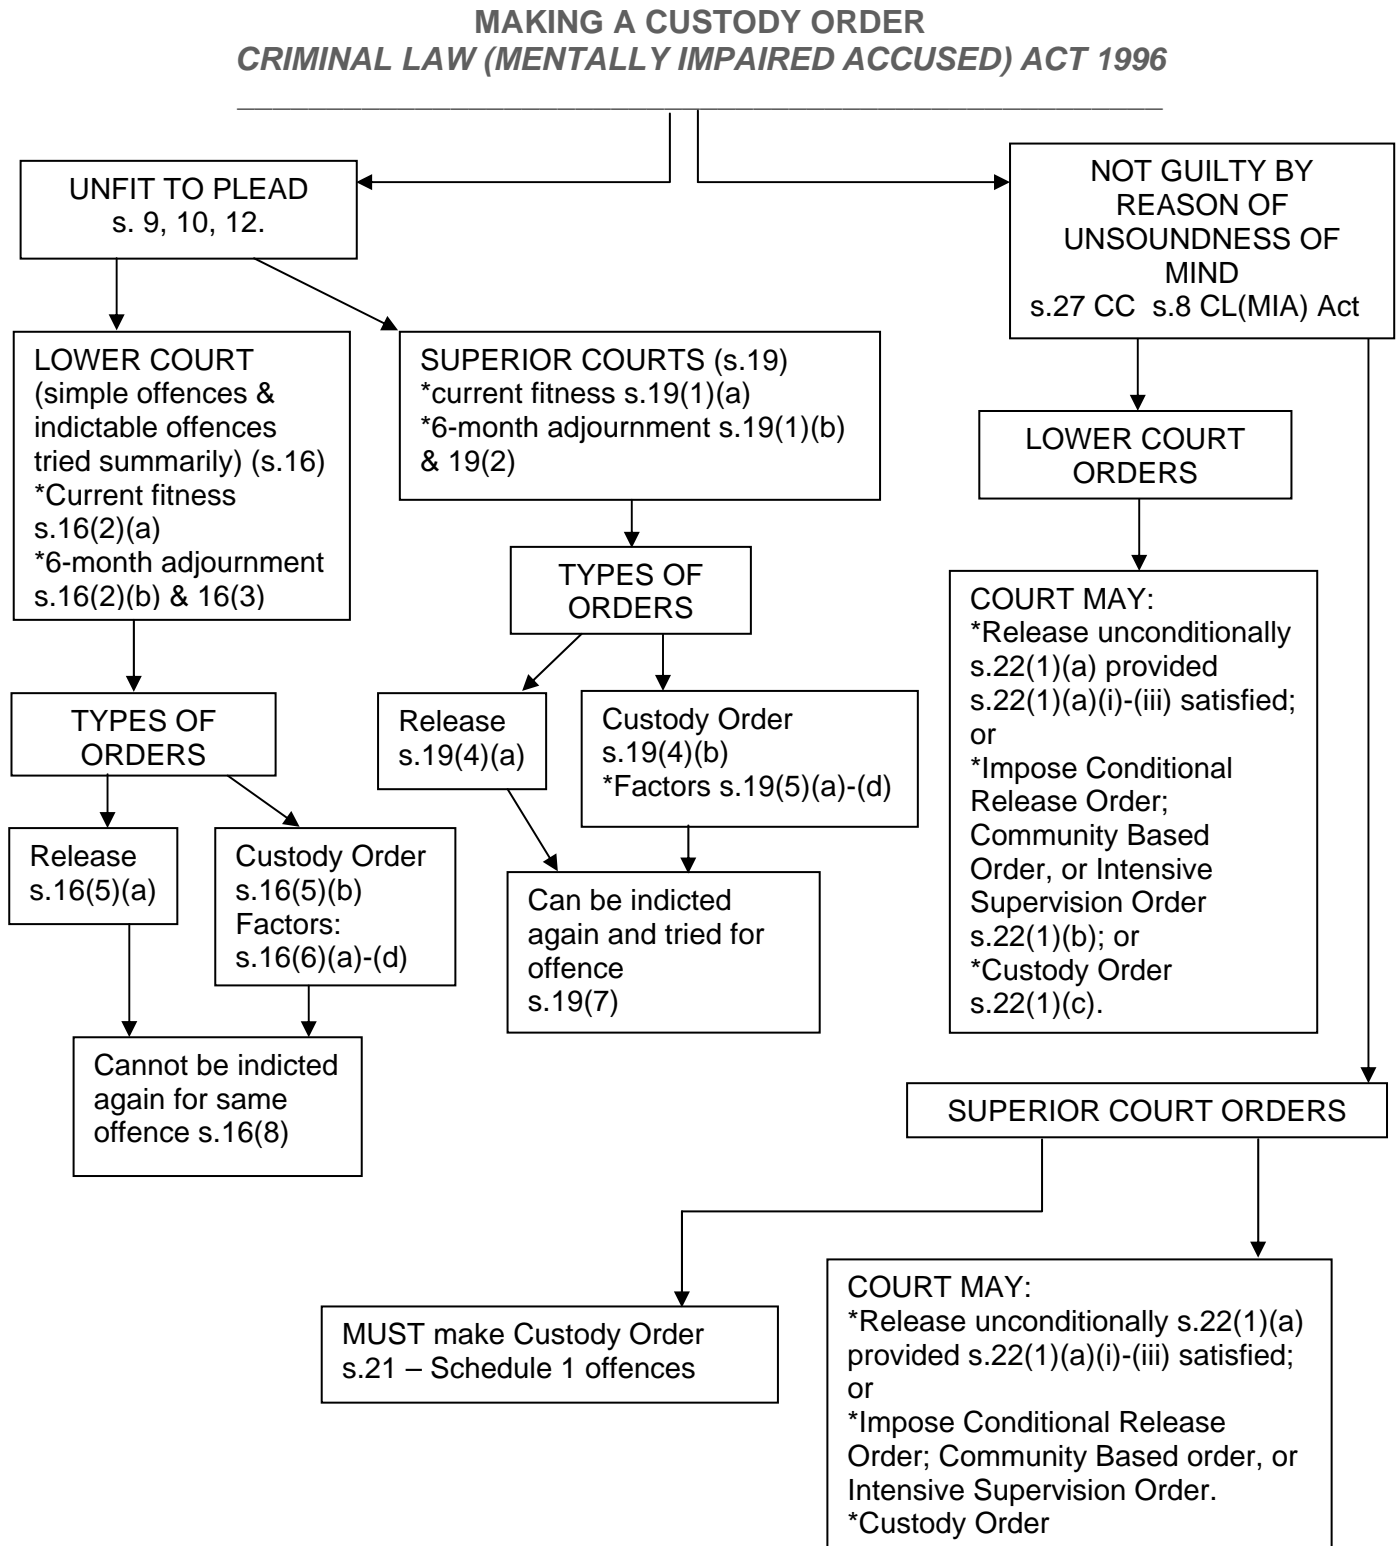 MAKING A CUSTODY ORDER
CRIMINAL LAW (MENTALLY IMPAIRED ACCUSED) ACT 1996
UNFIT TO PLEAD
s. 9, 10, 12.
NOT GUILTY BY
REASON OF
UNSOUNDNESS OF
MIND
s.27 CC s.8 CL(MIA) Act
LOWER COURT
(simple offences &
indictable offences
tried summarily) (s.16)
*Current fitness
s.16(2)(a)
*6-month adjournment
s.16(2)(b) & 16(3)
SUPERIOR COURTS (s.19)
*current fitness s.19(1)(a)
*6-month adjournment s.19(1)(b)
& 19(2)
LOWER COURT
ORDERS
TYPES OF
ORDERS
TYPES OF
ORDERS
COURT MAY:
*Release unconditionally
s.22(1)(a) provided
s.22(1)(a)(i)-(iii) satisfied;
or
*Impose Conditional
Release Order;
Community Based
Order, or Intensive
Supervision Order
s.22(1)(b); or
*Custody Order
s.22(1)(c).
Release
s.19(4)(a)
Custody Order
s.19(4)(b)
*Factors s.19(5)(a)-(d)
Release
s.16(5)(a)
Custody Order
s.16(5)(b)
Factors:
s.16(6)(a)-(d)
Can be indicted
again and tried for
offence
s.19(7)
Cannot be indicted
again for same
offence s.16(8)
SUPERIOR COURT ORDERS
MUST make Custody Order
s.21 – Schedule 1 offences
COURT MAY:
*Release unconditionally s.22(1)(a)
provided s.22(1)(a)(i)-(iii) satisfied;
or
*Impose Conditional Release
Order; Community Based order, or
Intensive Supervision Order.
*Custody Order